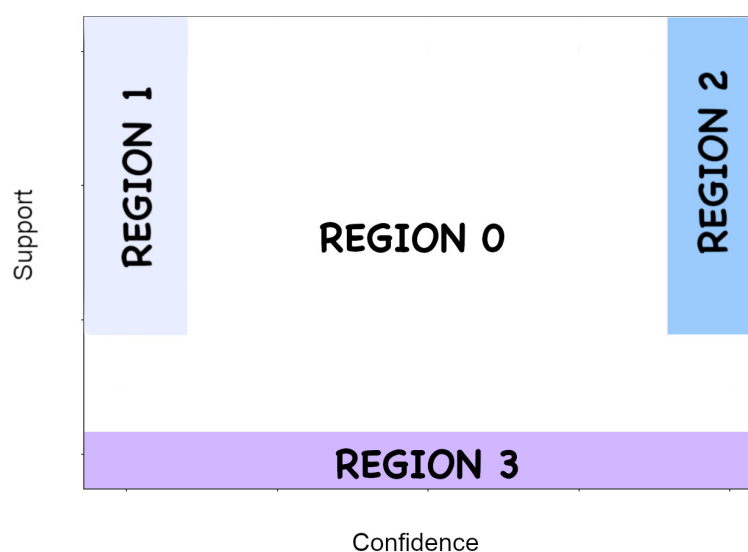 Support
REGION 1
REGION 0
REGION 2
REGION 3
Confidence